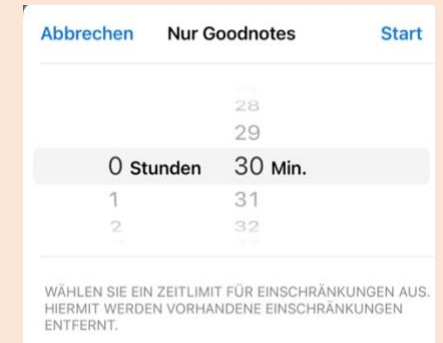 Abbrechen Nur Goodnotes Start
28
29
0 Stunden 30 Min.
1 31
2 32
WÄHLEN SIE EIN ZEITLIMIT FÜR EINSCHRÄNKUNGEN AUS.
HIERMIT WERDEN VORHANDENE EINSCHRÄNKUNGEN
ENTFERNT.